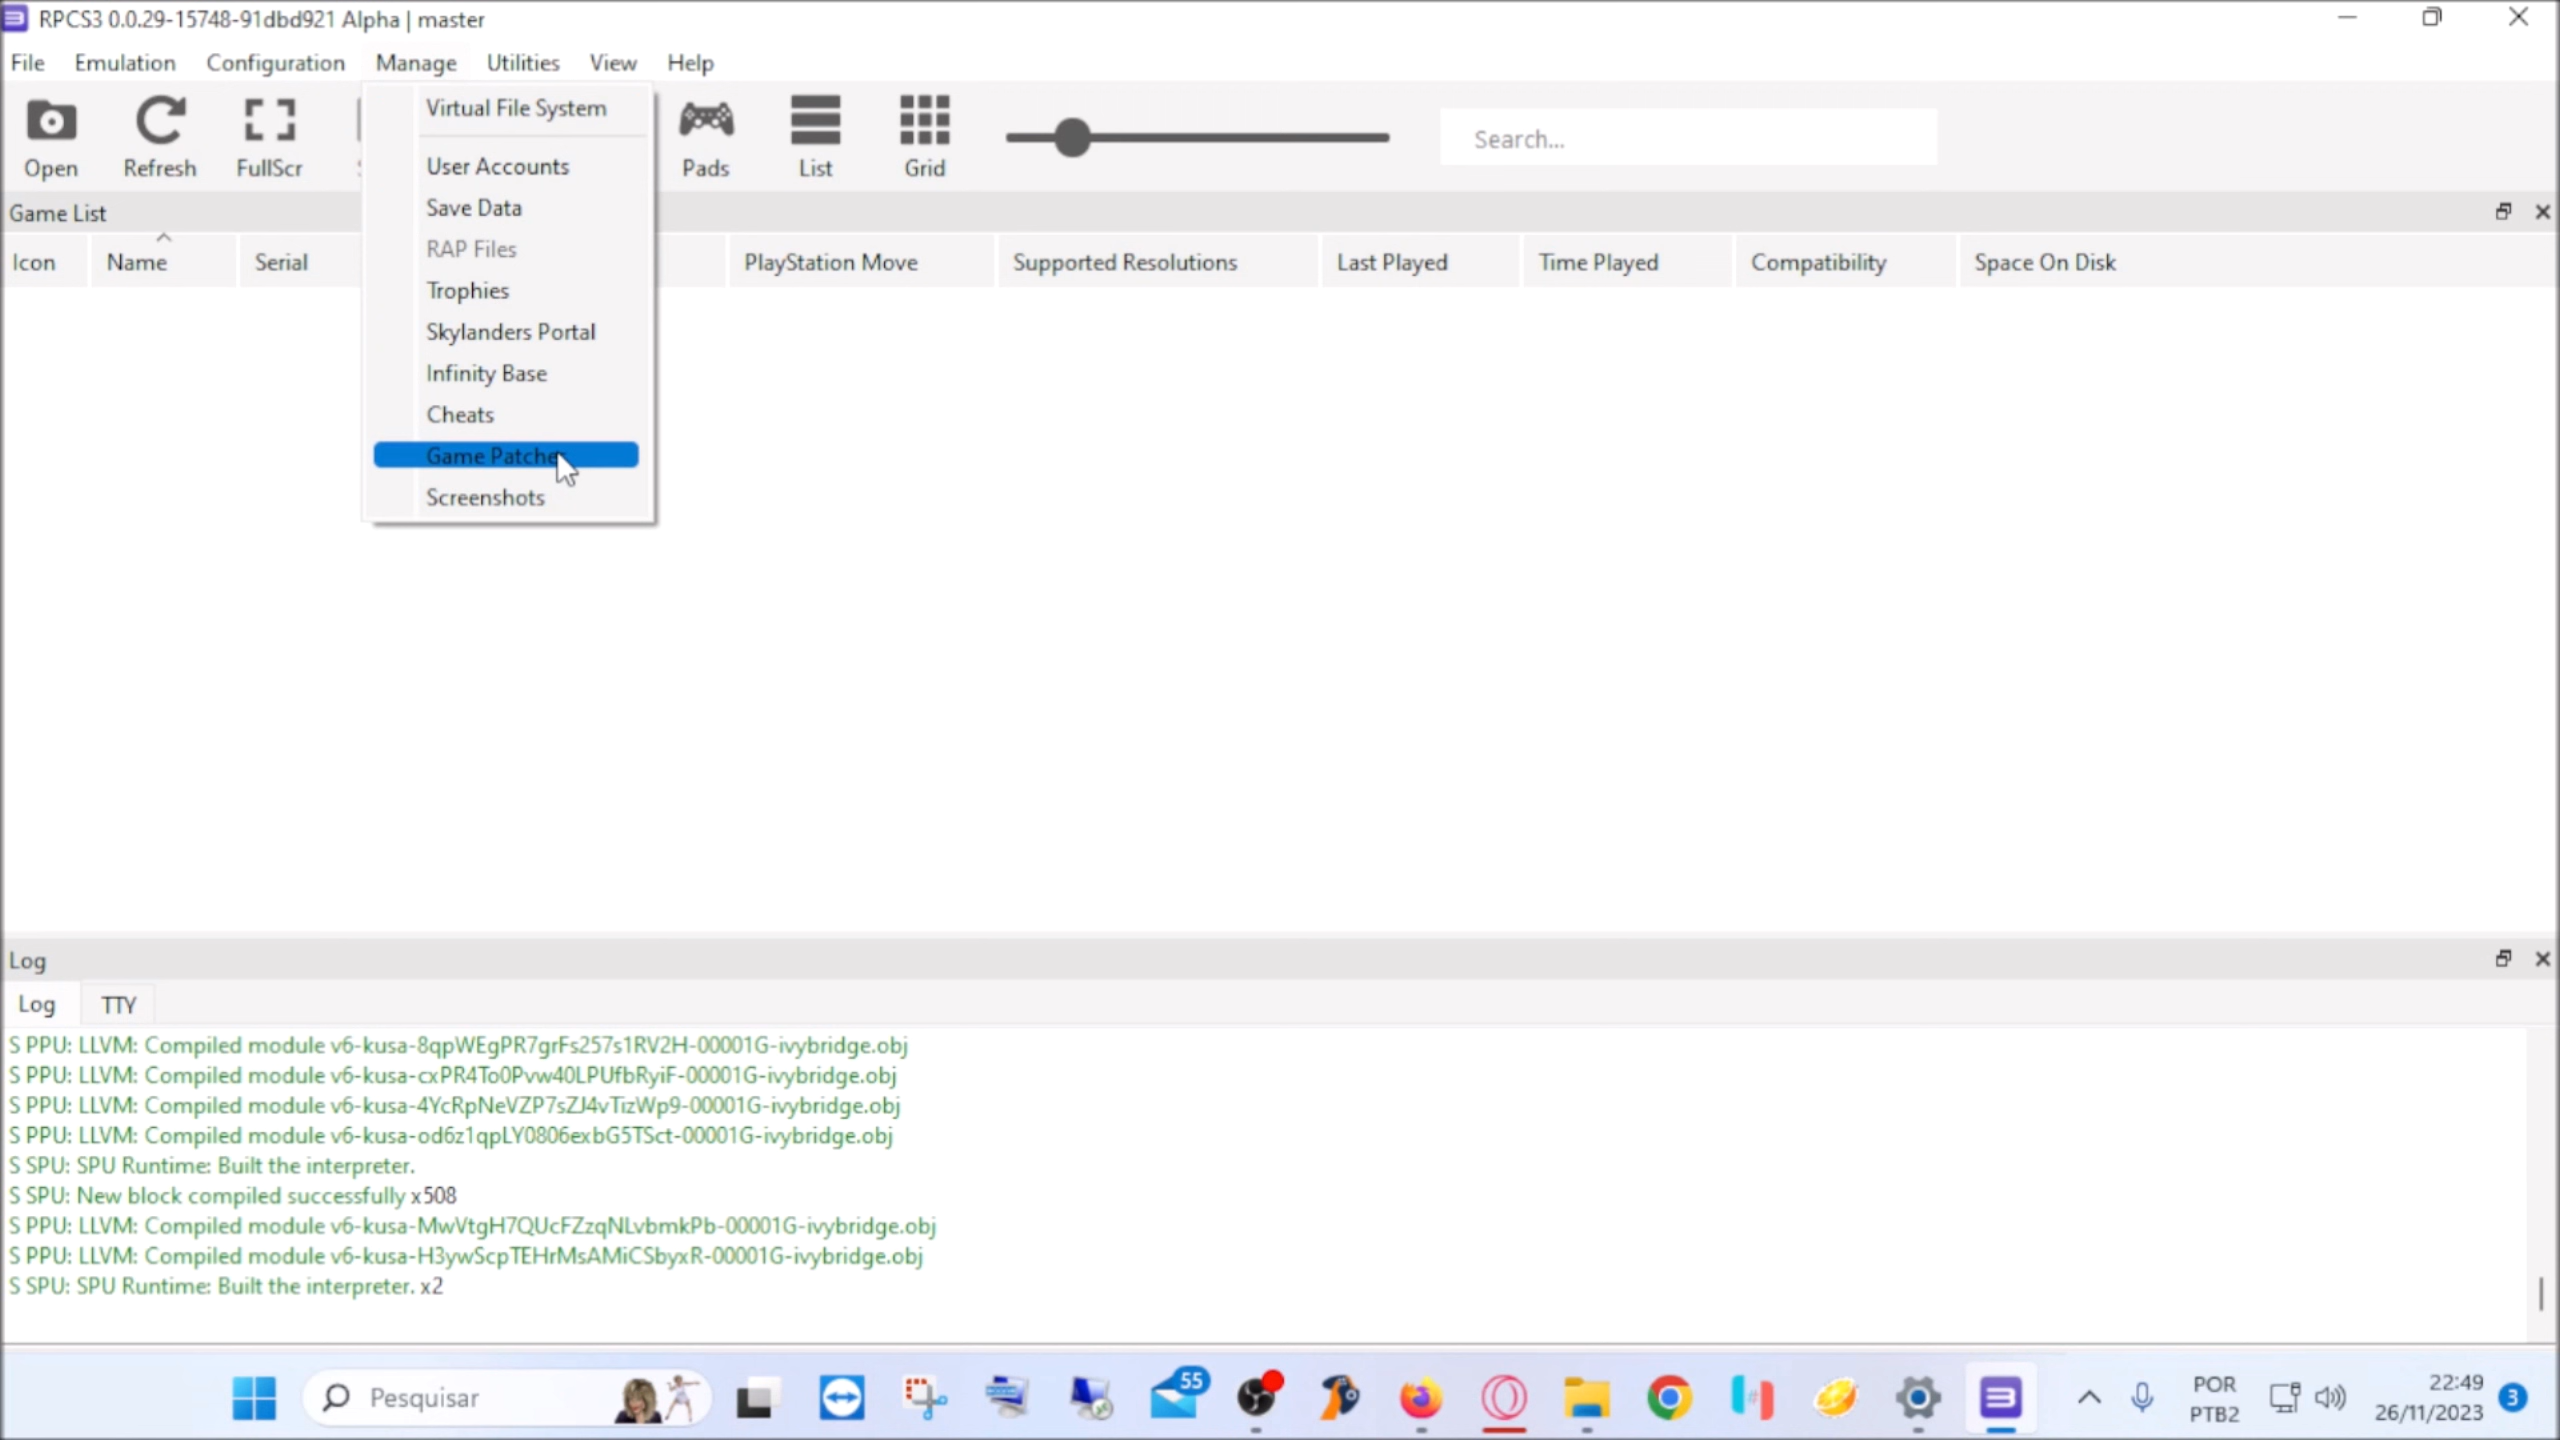 RPCS3 0.0.29-15748-91dbd921 Alpha | master
File Emulation Configuration Manage Utilities View Help
Open Refresh FullScr Pads List Grid Search...
Virtual File System
User Accounts
Save Data
RAP Files
Trophies
Skylanders Portal
Infinity Base
Cheats
Game Patches
Screenshots
Game List
Icon Name Serial PlayStation Move Supported Resolutions Last Played Time Played Compatibility Space On Disk
Log
Log TTY
S PPU: LLVM: Compiled module v6-kusa-8qpWEgPR7grFs257s1RV2H-00001G-ivybridge.obj
S PPU: LLVM: Compiled module v6-kusa-cxPR4To0Pvw40LPUfbRyiF-00001G-ivybridge.obj
S PPU: LLVM: Compiled module v6-kusa-4YcRpNeVZP7sZJ4vTizWp9-00001G-ivybridge.obj
S PPU: LLVM: Compiled module v6-kusa-od6z1qpLY0806exbG5TSct-00001G-ivybridge.obj
S SPU: SPU Runtime: Built the interpreter.
S SPU: New block compiled successfully x508
S PPU: LLVM: Compiled module v6-kusa-MwVtgH7QUcFZzqNLvbmkPb-00001G-ivybridge.obj
S PPU: LLVM: Compiled module v6-kusa-H3ywScpTEHrMsAMiCSbyxR-00001G-ivybridge.obj
S SPU: SPU Runtime: Built the interpreter. x2
Pesquisar
55
POR
PTB2
22:49
26/11/2023
3